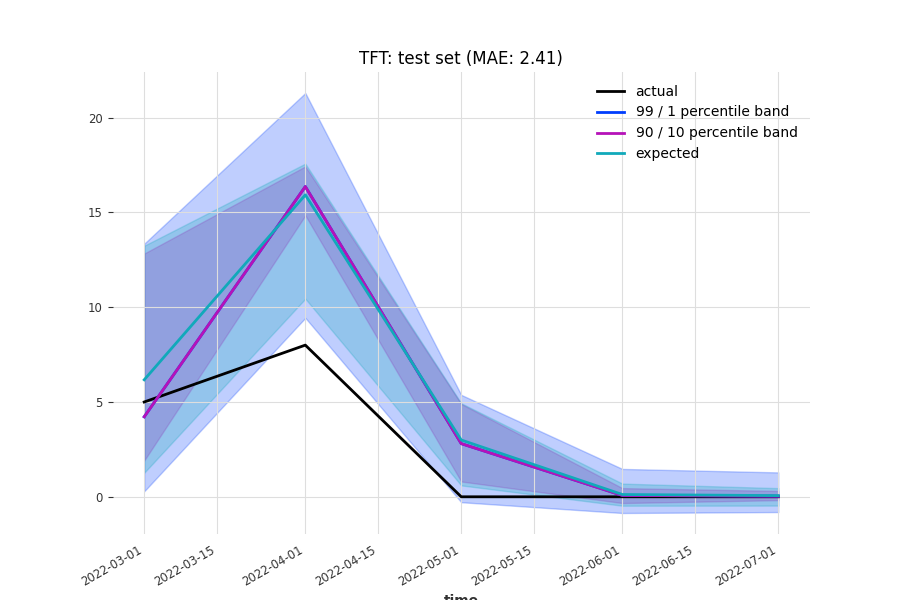 TFT: test set (MAE: 2.41)
actual
99 / 1 percentile band
90 / 10 percentile band
expected
20
15
10
5
0
2022-03-01
2022-03-15
2022-04-01
2022-04-15
2022-05-01
2022-05-15
2022-06-01
2022-06-15
2022-07-01
time